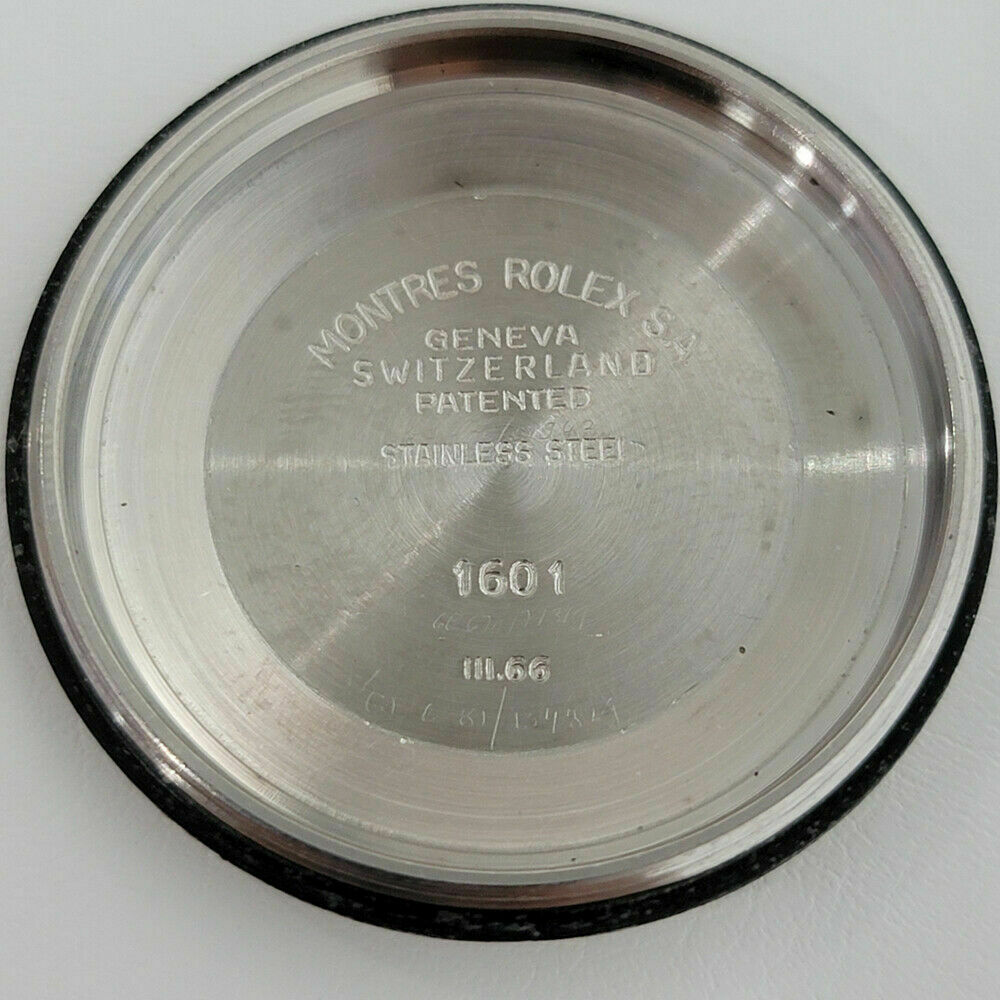 MONTRES ROLEX S.A
GENEVA
SWITZERLAND
PATENTED
STAINLESS STEEL
1601
III.66